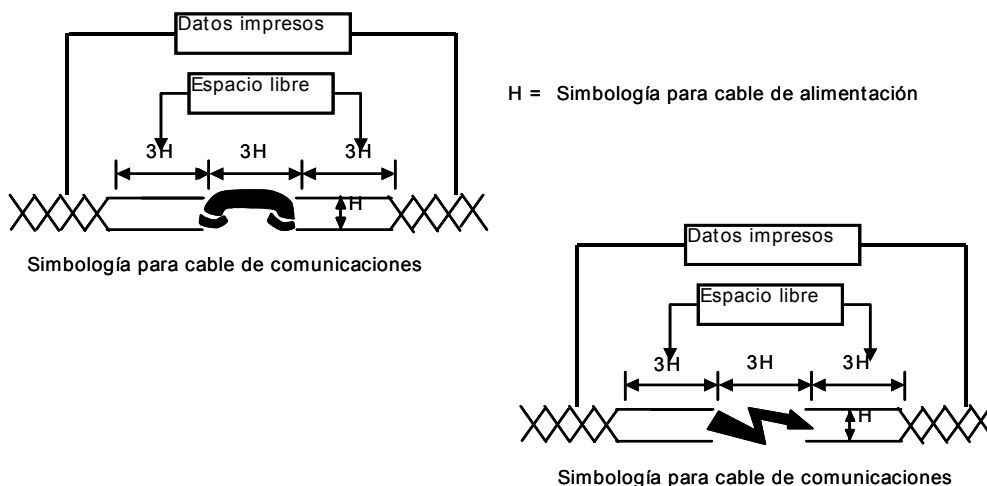 Datos impresos
Espacio libre
H = Simbología para cable de alimentación
3H 3H 3H
H
Simbología para cable de comunicaciones
Datos impresos
Espacio libre
3H 3H 3H
H
Simbología para cable de comunicaciones